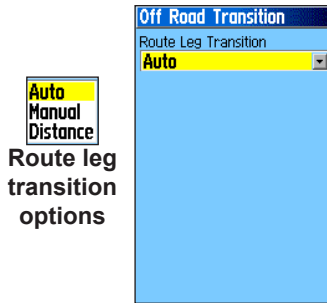 Off Road Transition
Route Leg Transition
Auto
Auto
Manual
Distance
Route leg
transition
options